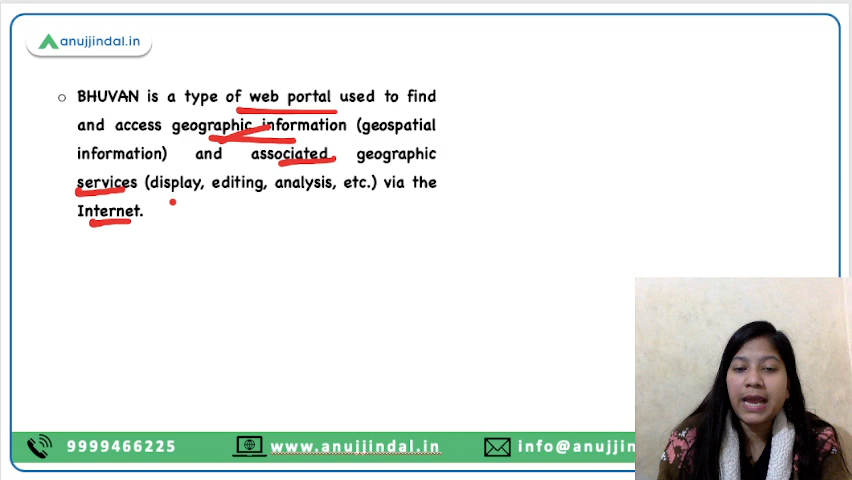 anujjindal.in
BHUVAN is a type of web portal used to find
and access geographic information (geospatial
information) and associated geographic
services (display, editing, analysis, etc.) via the
Internet.
9999466225 www.anujjindal.in info@anujjin